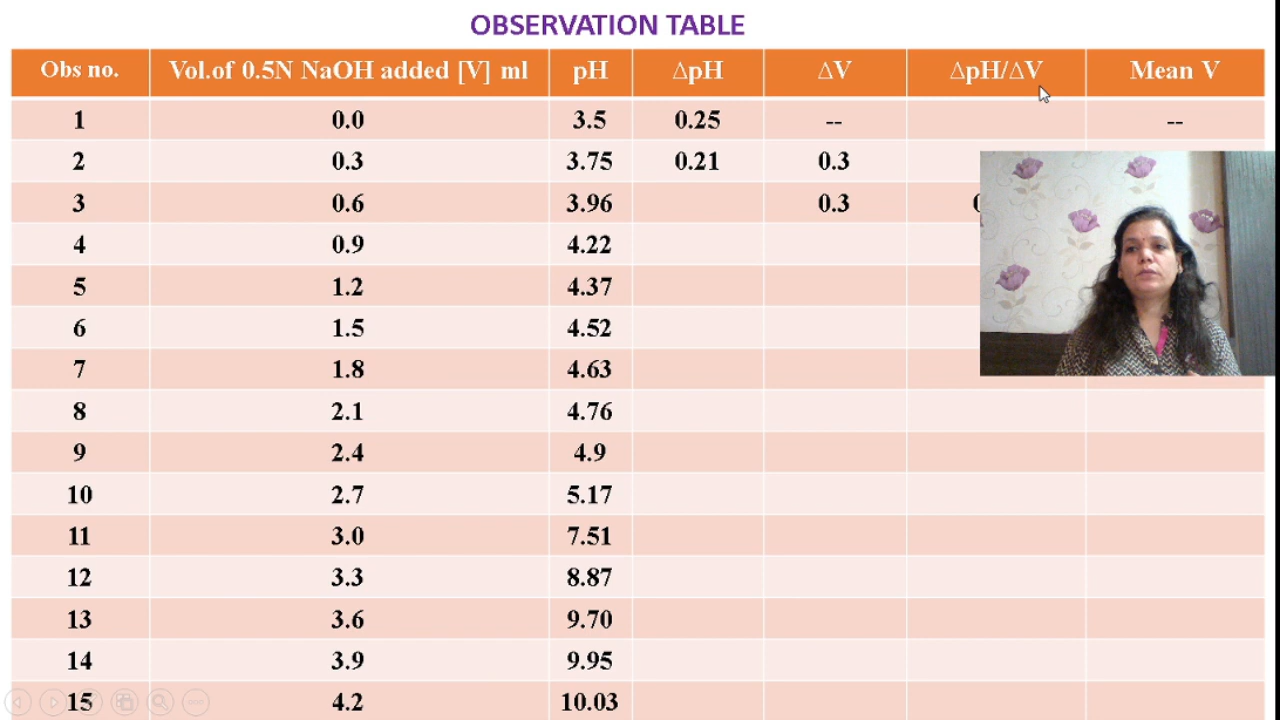 OBSERVATION TABLE
Obs no. Vol.of 0.5N NaOH added [V] ml pH ∆pH ∆V ∆pH/∆V Mean V
1 0.0 3.5 0.25 -- --
2 0.3 3.75 0.21 0.3
3 0.6 3.96 0.3
4 0.9 4.22
5 1.2 4.37
6 1.5 4.52
7 1.8 4.63
8 2.1 4.76
9 2.4 4.9
10 2.7 5.17
11 3.0 7.51
12 3.3 8.87
13 3.6 9.70
14 3.9 9.95
15 4.2 10.03